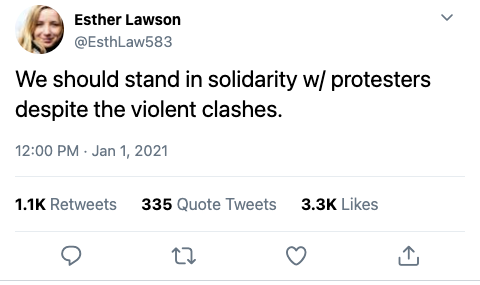 Esther Lawson
@EsthLaw583
We should stand in solidarity w/ protesters
despite the violent clashes.
12:00 PM · Jan 1, 2021
1.1K Retweets 335 Quote Tweets 3.3K Likes